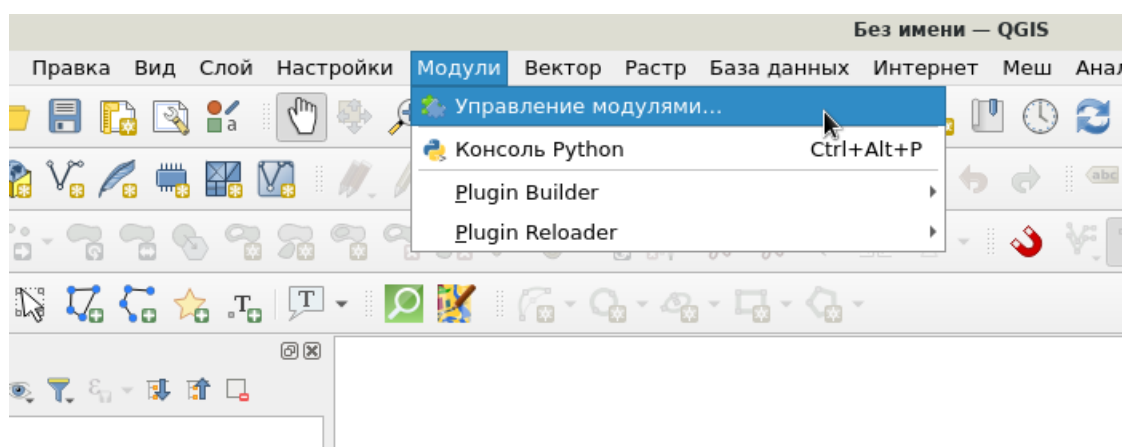 Без имени — QGIS
Правка Вид Слой Настройки Модули Вектор Растр База данных Интернет Меш
Управление модулями...
a
Консоль Python Ctrl+Alt+P
abc
Plugin Builder
Plugin Reloader
T T